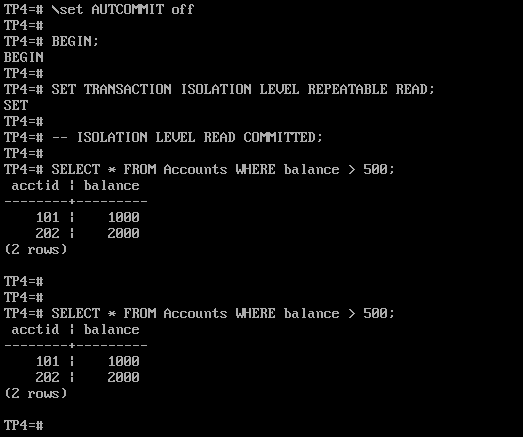 TP4=# \set AUTCOMMIT off
TP4=#
TP4=# BEGIN;
BEGIN
TP4=#
TP4=# SET TRANSACTION ISOLATION LEVEL REPEATABLE READ;
SET
TP4=#
TP4=# -- ISOLATION LEVEL READ COMMITTED;
TP4=#
TP4=# SELECT * FROM Accounts WHERE balance > 500;
 acctid ¦ balance
--------+---------
    101 ¦    1000
    202 ¦    2000
(2 rows)

TP4=#
TP4=#
TP4=# SELECT * FROM Accounts WHERE balance > 500;
 acctid ¦ balance
--------+---------
    101 ¦    1000
    202 ¦    2000
(2 rows)

TP4=#